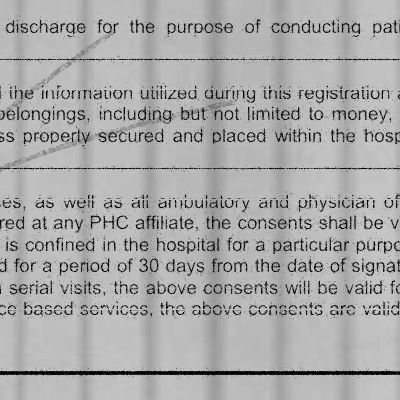 discharge for the purpose of conducting pati
the information utilized during this registration a
belongings, including but not limited to money,
ss properly secured and placed within the hosp
es, as well as all ambulatory and physician of
red at any PHC affiliate, the consents shall be v
is confined in the hospital for a particular purpo
d for a period of 30 days from the date of signat
serial visits, the above consents will be valid fo
ce based services, the above consents are valid